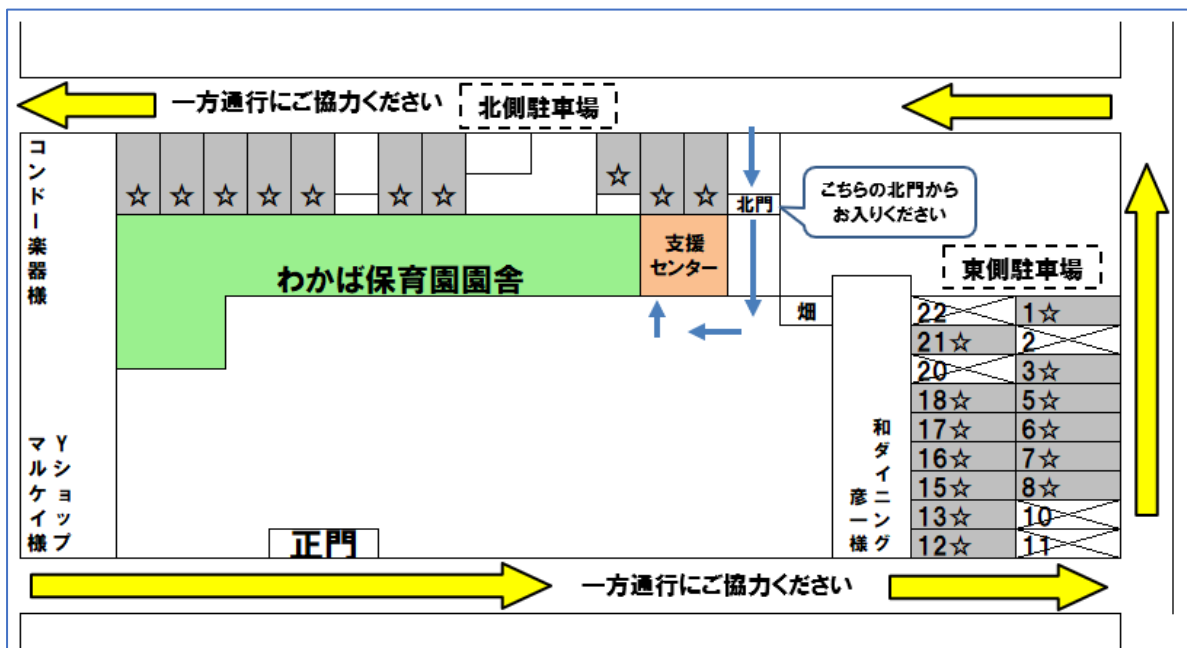 一方通行にご協力ください
北側駐車場
コンドー楽器様
☆ ☆ ☆ ☆ ☆ ☆ ☆ ☆ ☆ ☆
北門
こちらの北門から
お入りください
支援
センター
わかば保育園園舎
東側駐車場
畑
22 1☆
21☆ 2
20 3☆
18☆ 5☆
17☆ 6☆
16☆ 7☆
15☆ 8☆
13☆ 10
12☆ 11
Yショップ
マルケイ様
和ダイニング
彦一様
正門
一方通行にご協力ください